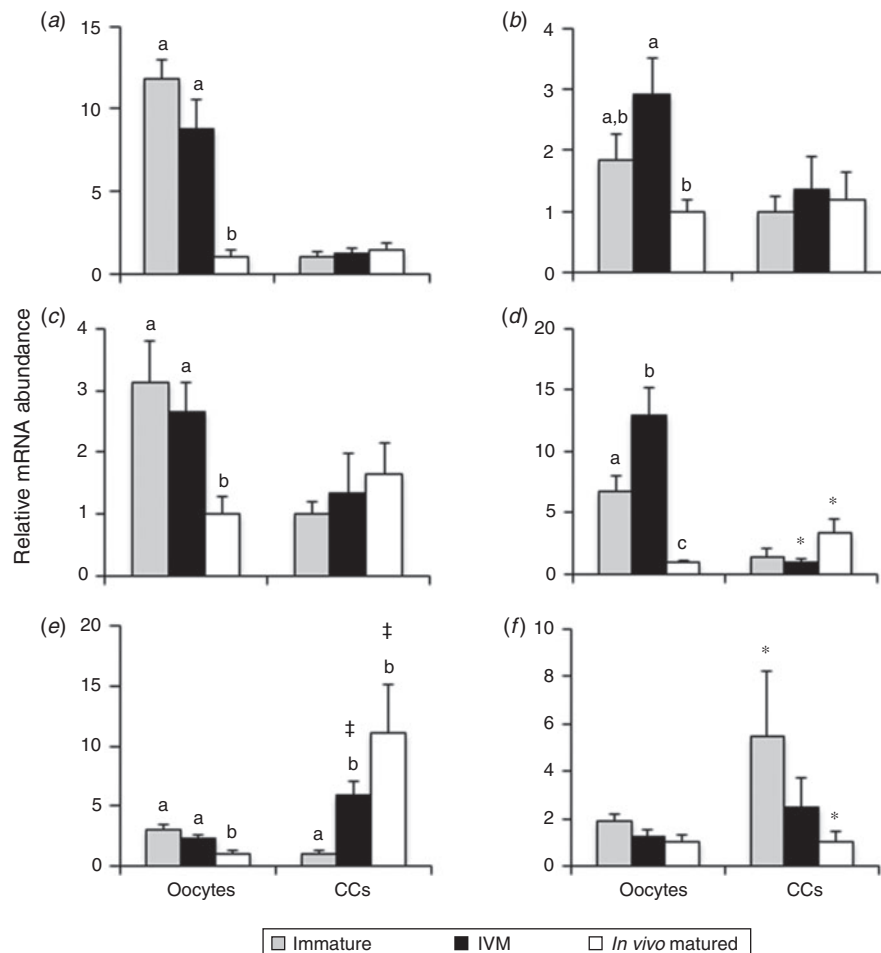 (a) (b)
15 4
a a
a 3
10 a,b
2
5 b
1
b
0 0
(c) (d)
4 a 20
a b
3 15
2 10
b a
1 5 * *
c
0 0
Relative mRNA abundance
(e) (f)
20 10
‡
b *
15 8
‡
10 b 6
4
5 a a a
b 2 *
0 0
Oocytes CCs Oocytes CCs
Immature IVM In vivo matured